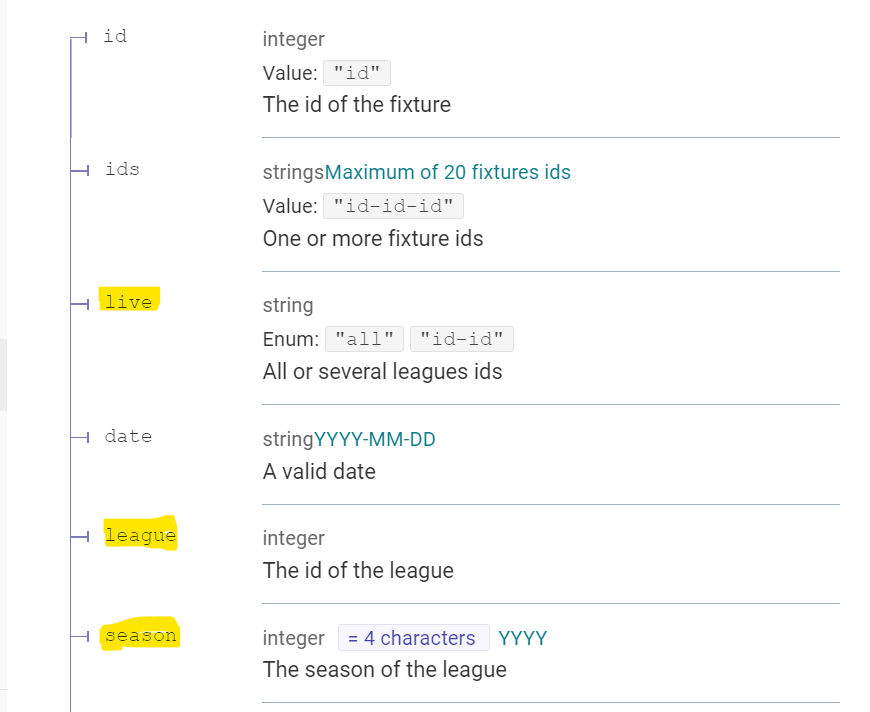 id integer
Value: "id"
The id of the fixture
ids stringsMaximum of 20 fixtures ids
Value: "id-id-id"
One or more fixture ids
live string
Enum: "all" "id-id"
All or several leagues ids
date stringYYYY-MM-DD
A valid date
league integer
The id of the league
season integer = 4 characters YYYY
The season of the league